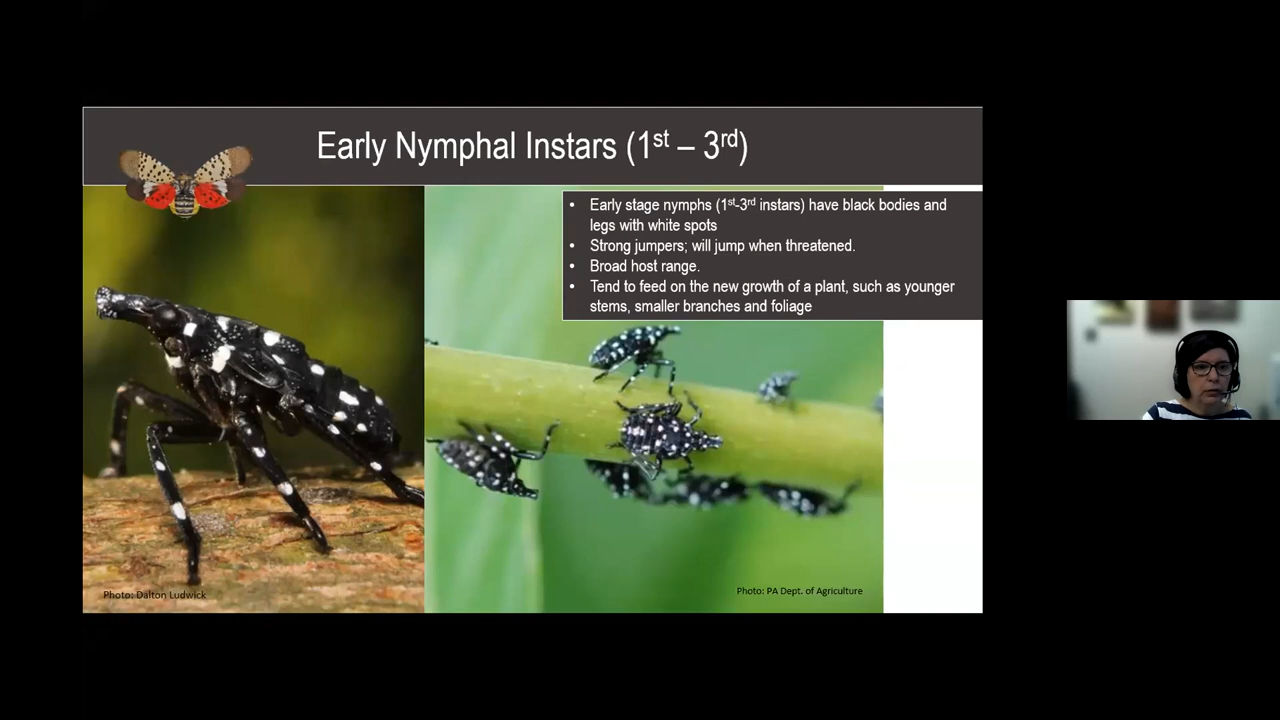 Early Nymphal Instars (1st – 3rd)
• Early stage nymphs (1st-3rd instars) have black bodies and
legs with white spots
• Strong jumpers; will jump when threatened.
• Broad host range.
• Tend to feed on the new growth of a plant, such as younger
stems, smaller branches and foliage
Photo: Dalton Ludwick
Photo: PA Dept. of Agriculture